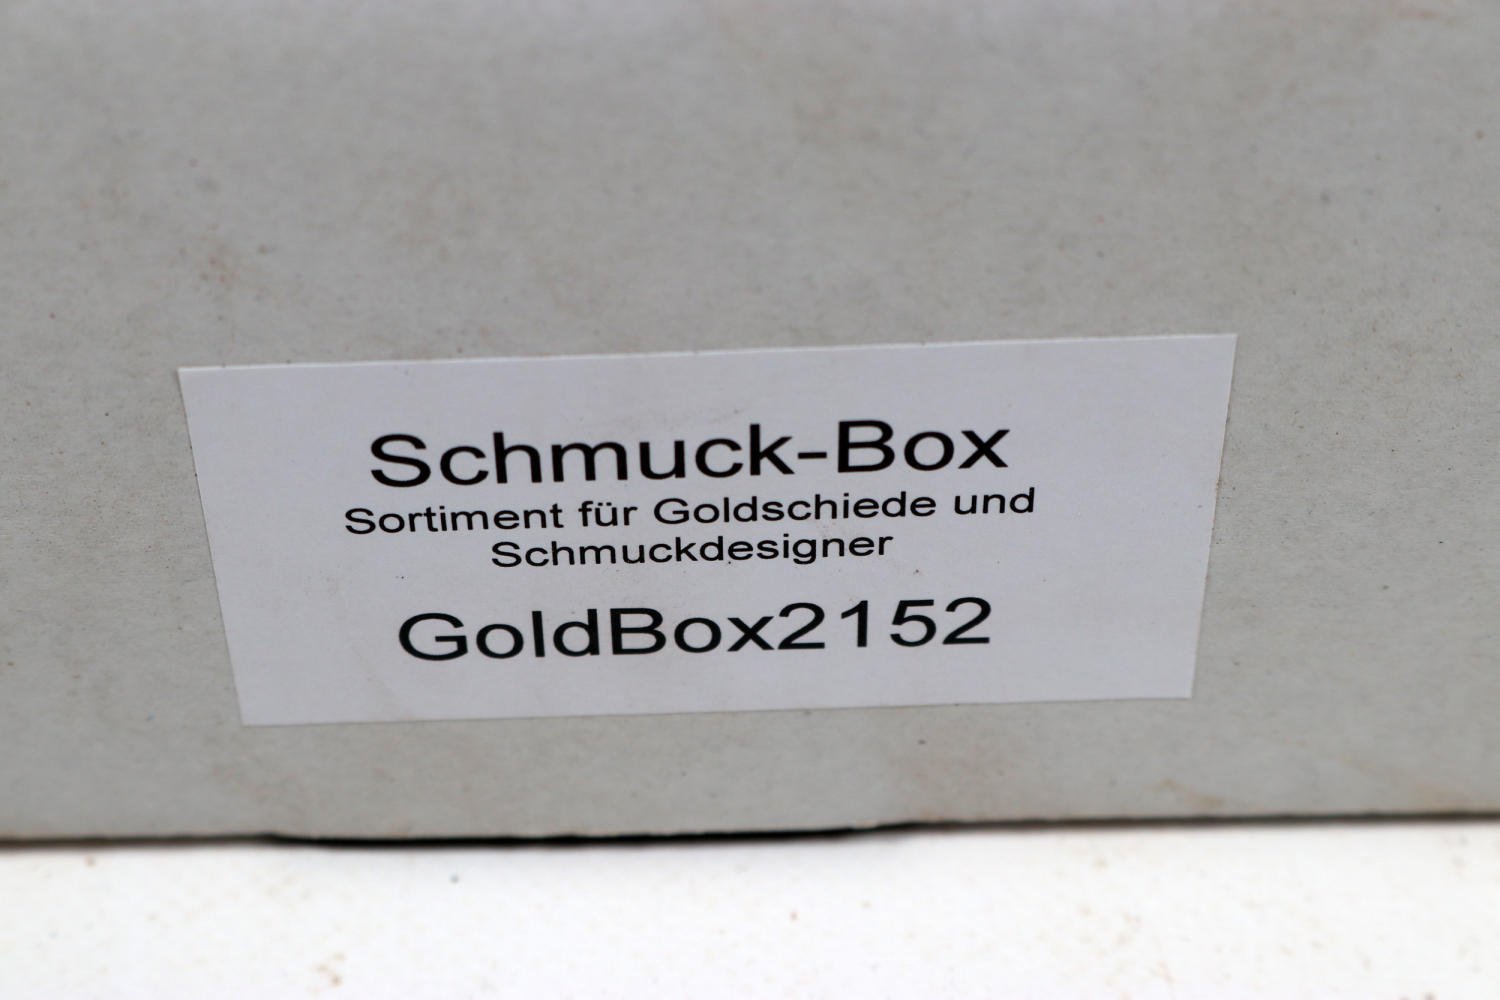 Schmuck-Box
Sortiment für Goldschiede und
Schmuckdesigner
GoldBox2152